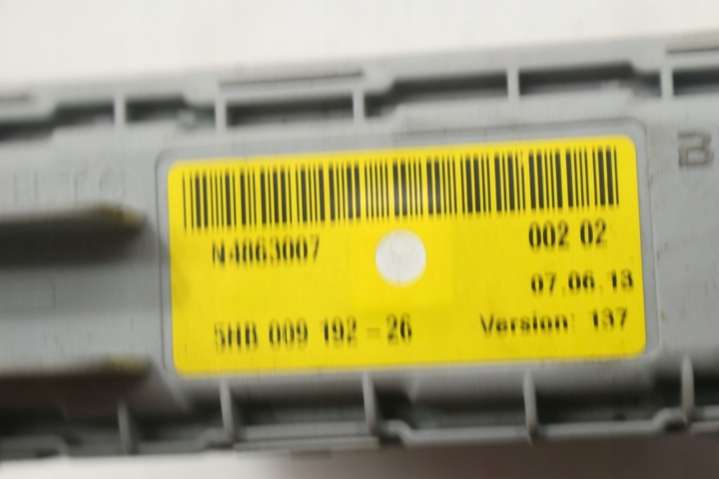 N4863007
002 02
07.06.13
5HB 009 192-26
Version: 137
B